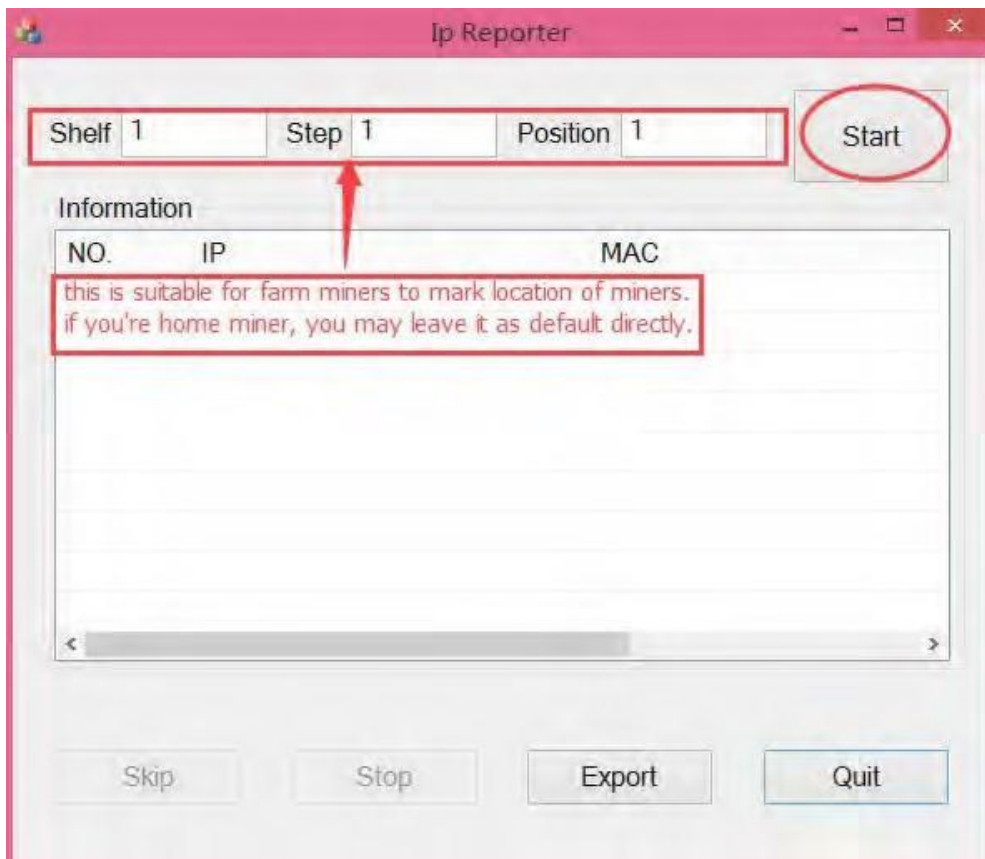 Ip Reporter
Shelf 1 Step 1 Position 1 Start
Information
NO. IP MAC
this is suitable for farm miners to mark location of miners.
if you're home miner, you may leave it as default directly.
Skip Stop Export Quit